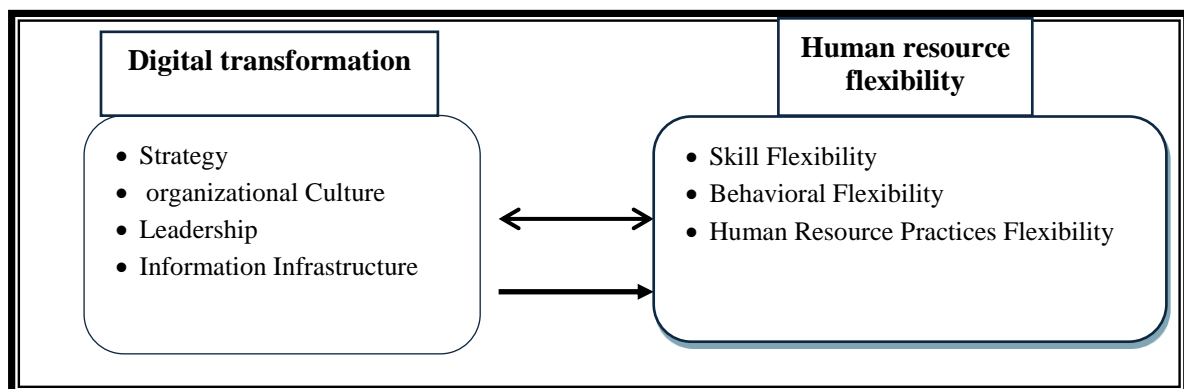 Digital transformation
• Strategy
• organizational Culture
• Leadership
• Information Infrastructure
Human resource
flexibility
• Skill Flexibility
• Behavioral Flexibility
• Human Resource Practices Flexibility